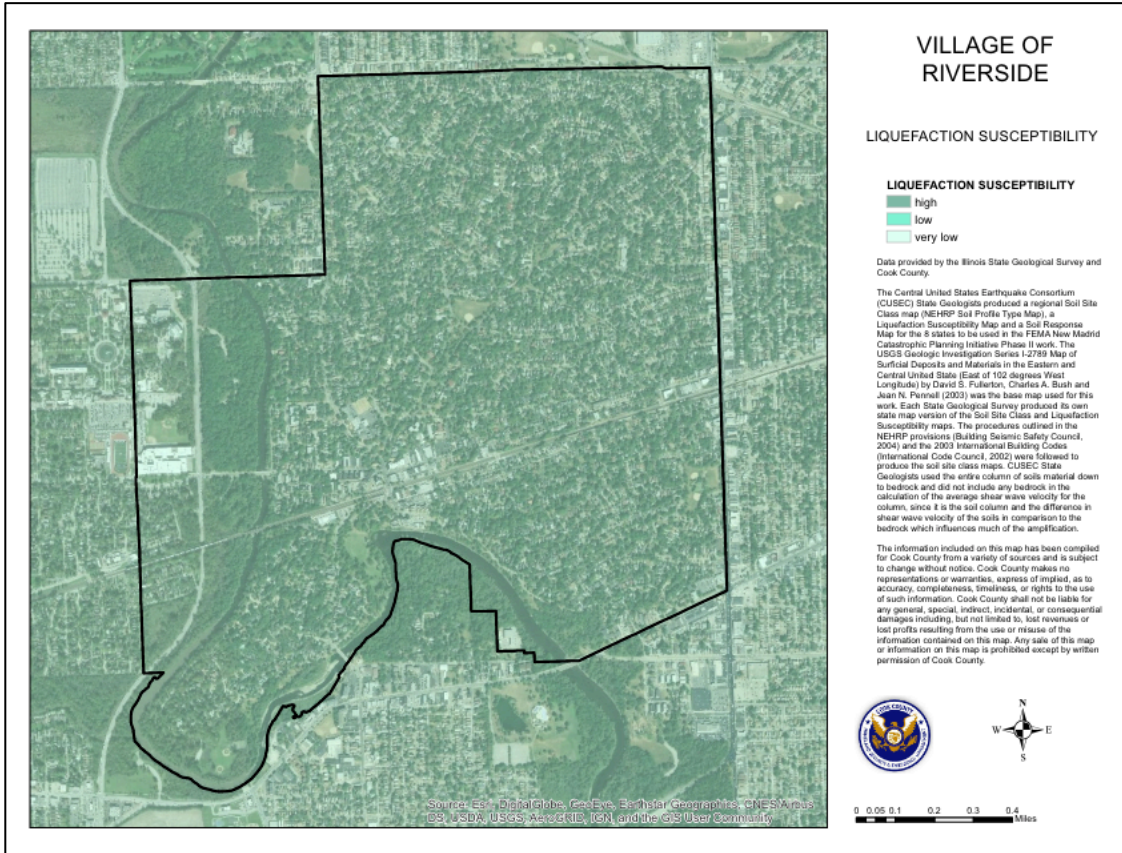 VILLAGE OF
RIVERSIDE
LIQUEFACTION SUSCEPTIBILITY
LIQUEFACTION SUSCEPTIBILITY
high
low
very low
Data provided by the Illinois State Geological Survey and
Cook County.
The Central United States Earthquake Consortium
(CUSEC) State Geologists produced a regional Soil Site
Class map (NEHRP Soil Profile Type Map), a
Liquefaction Susceptibility Map and a Soil Response
Map for the 8 states to be used in the FEMA New Madrid
Catastrophic Planning Initiative Phase II work. The
USGS Geologic Investigation Series I-2789 Map of
Surficial Deposits and Materials in the Eastern and
Central United State (East of 102 degrees West
Longitude) by David S. Fullerton, Charles A. Bush and
Jean N. Pennell (2003) was the base map used for this
work. Each State Geological Survey produced its own
state map version of the Soil Site Class and Liquefaction
Susceptibility maps. The procedures outlined in the
NEHRP provisions (Building Seismic Safety Council,
2004) and the 2003 International Building Codes
(International Code Council, 2002) were followed to
produce the soil site class maps. CUSEC State
Geologists used the entire column of soils material down
to bedrock and did not include any bedrock in the
calculation of the average shear wave velocity for the
column, since it is the soil column and the difference in
shear wave velocity of the soils in comparison to the
bedrock which influences much of the amplification.
The information included on this map has been compiled
for Cook County from a variety of sources and is subject
to change without notice. Cook County makes no
representations or warranties, express of implied, as to
accuracy, completeness, timeliness, or rights to the use
of such information. Cook County shall not be liable for
any general, special, indirect, incidental, or consequential
damages including, but not limited to, lost revenues or
lost profits resulting from the use or misuse of the
information contained on this map. Any sale of this map
or information on this map is prohibited except by written
permission of Cook County.
COOK COUNTY
N
W E
S
0 0.05 0.1 0.2 0.3 0.4
Miles
Source: Esri, DigitalGlobe, GeoEye, Earthstar Geographics, CNES/Airbus
DS, USDA, USGS, AeroGRID, IGN, and the GIS User Community